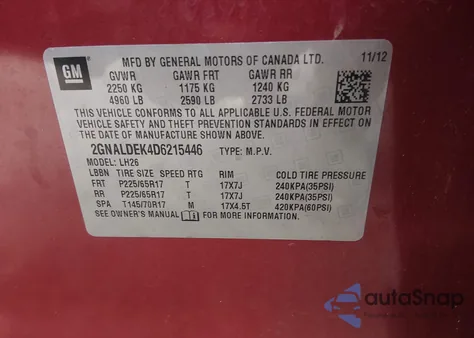 GM
MFD BY GENERAL MOTORS OF CANADA LTD.
11/12
GVWR GAWR FRT GAWR RR
2250 KG 1175 KG 1240 KG
4960 LB 2590 LB 2733 LB
THIS VEHICLE CONFORMS TO ALL APPLICABLE U.S. FEDERAL MOTOR
VEHICLE SAFETY AND THEFT PREVENTION STANDARDS IN EFFECT ON
THE DATE OF MANUFACTURE SHOWN ABOVE.
2GNALDEK4D6215446 TYPE: M.P.V.
MODEL: LH26
LBBN TIRE SIZE SPEED RTG RIM COLD TIRE PRESSURE
FRT P225/65R17 T 17X7J 240KPA(35PSI)
RR P225/65R17 T 17X7J 240KPA(35PSI)
SPA T145/70R17 M 17X4.5T 420KPA(60PSI)
SEE OWNER'S MANUAL FOR MORE INFORMATION
autoSnap